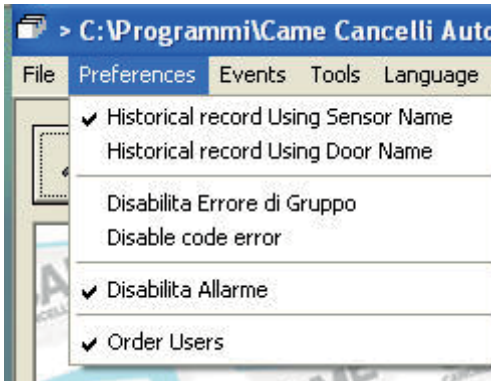 > C:\Programmi\Came Cancelli Auto
File Preferences Events Tools Language
Historical record Using Sensor Name
Historical record Using Door Name
Disabilita Errore di Gruppo
Disable code error
Disabilita Allarme
Order Users